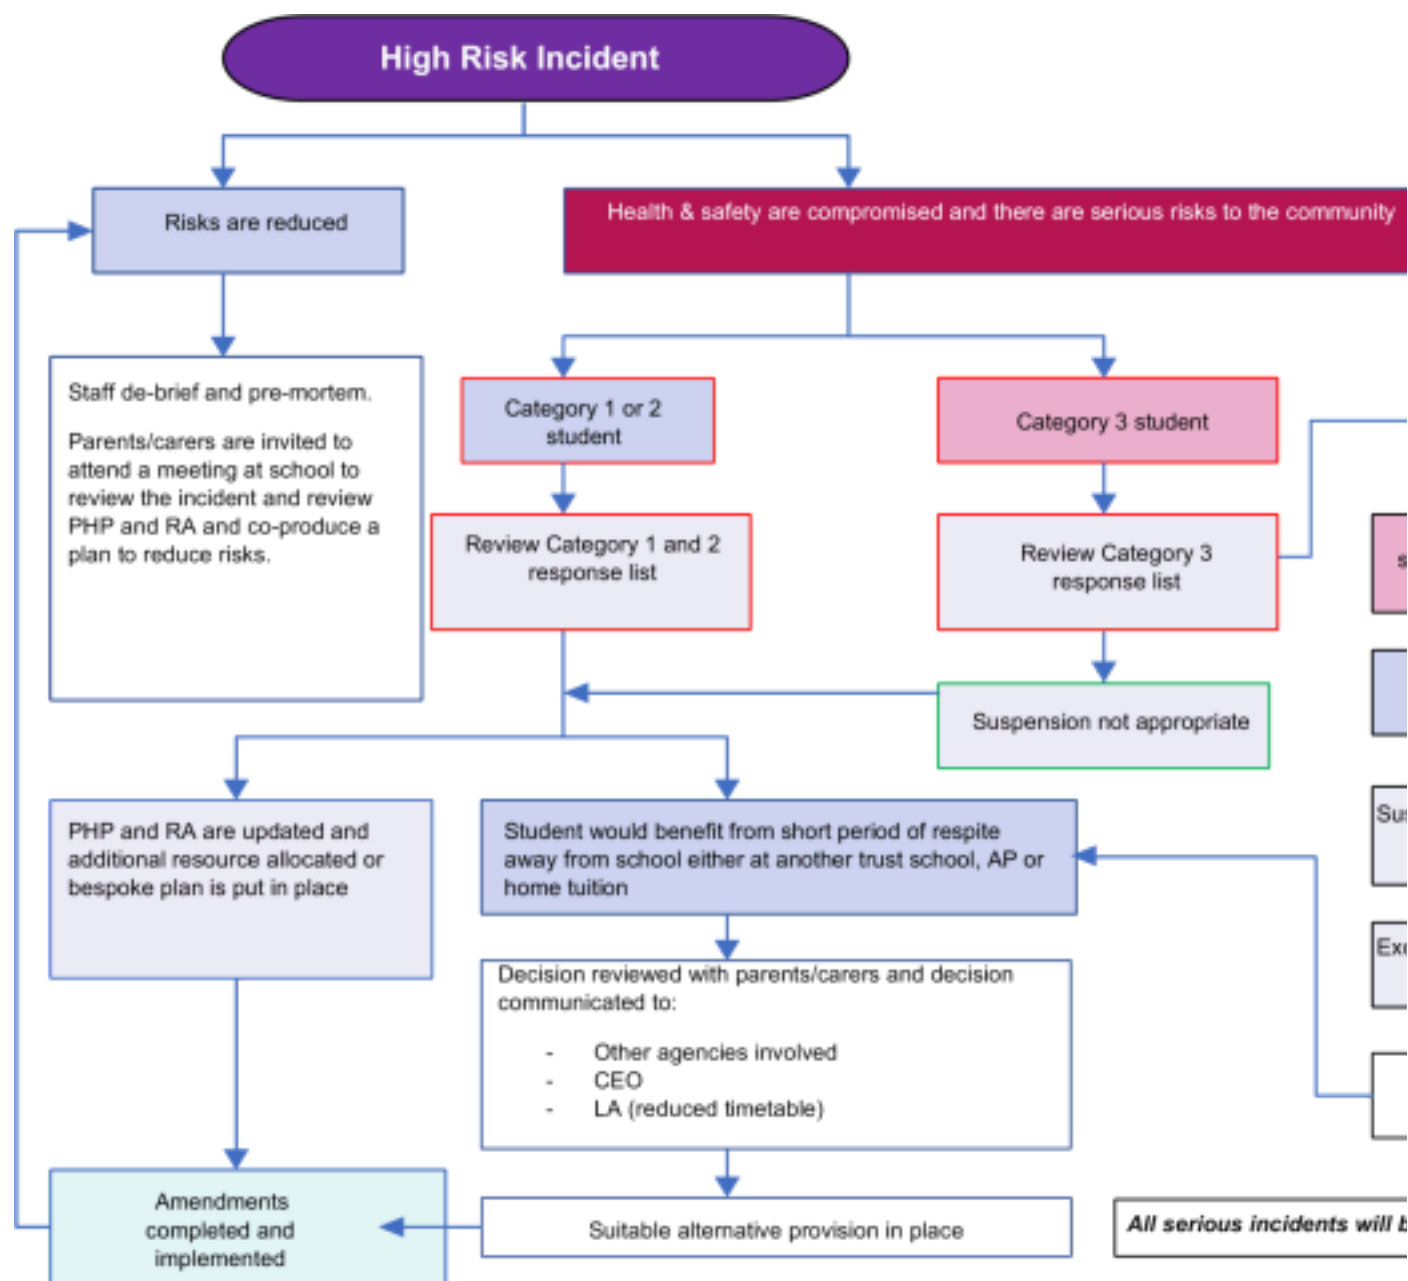 High Risk Incident
Risks are reduced
Health & safety are compromised and there are serious risks to the community
Staff de-brief and pre-mortem.
Parents/carers are invited to
attend a meeting at school to
review the incident and review
PHP and RA and co-produce a
plan to reduce risks.
Category 1 or 2
student
Category 3 student
Review Category 1 and 2
response list
Review Category 3
response list
Suspension not appropriate
PHP and RA are updated and
additional resource allocated or
bespoke plan is put in place
Student would benefit from short period of respite
away from school either at another trust school, AP or
home tuition
Decision reviewed with parents/carers and decision
communicated to:
- Other agencies involved
- CEO
- LA (reduced timetable)
Amendments
completed and
implemented
Suitable alternative provision in place
All serious incidents will